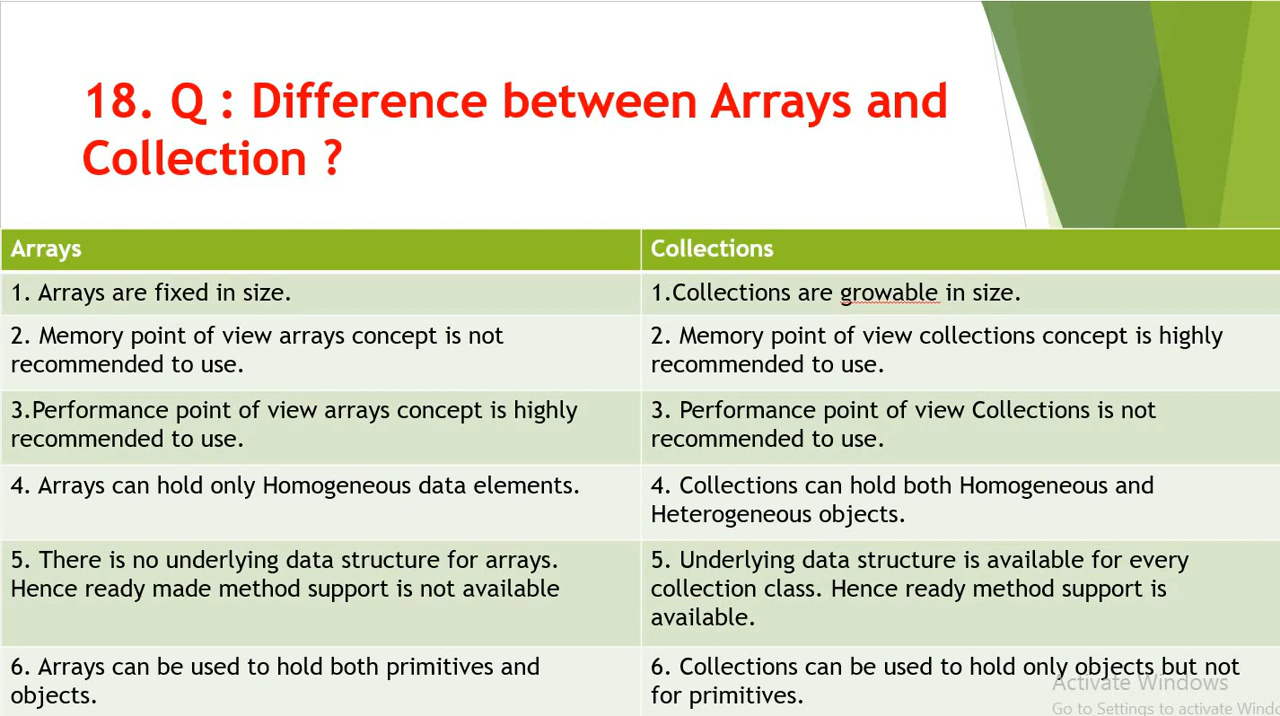 18. Q : Difference between Arrays and
Collection ?
Arrays
Collections
1. Arrays are fixed in size.
1.Collections are growable in size.
2. Memory point of view arrays concept is not
recommended to use.
2. Memory point of view collections concept is highly
recommended to use.
3.Performance point of view arrays concept is highly
recommended to use.
3. Performance point of view Collections is not
recommended to use.
4. Arrays can hold only Homogeneous data elements.
4. Collections can hold both Homogeneous and
Heterogeneous objects.
5. There is no underlying data structure for arrays.
Hence ready made method support is not available
5. Underlying data structure is available for every
collection class. Hence ready method support is
available.
6. Arrays can be used to hold both primitives and
objects.
6. Collections can be used to hold only objects but not
for primitives.
Activate Windows
Go to Settings to activate